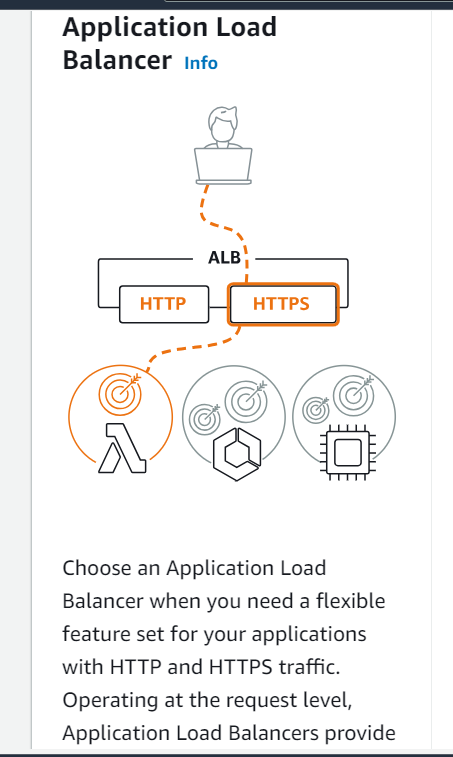 Application Load
Balancer Info
ALB
HTTP HTTPS
Choose an Application Load
Balancer when you need a flexible
feature set for your applications
with HTTP and HTTPS traffic.
Operating at the request level,
Application Load Balancers provide